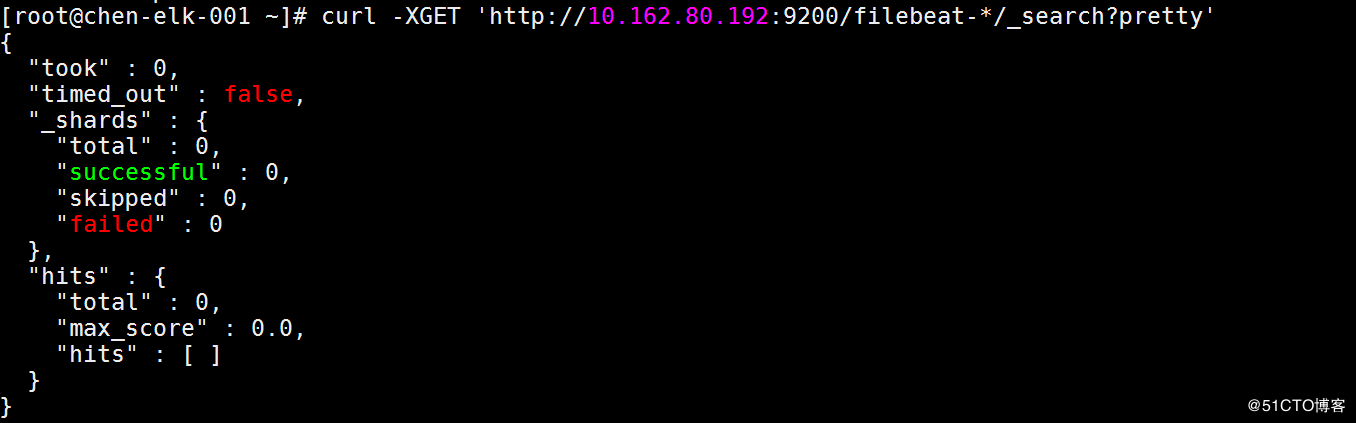 [root@chen-elk-001 ~]# curl -XGET 'http://10.162.80.192:9200/filebeat-*/_search?pretty'
{
  "took" : 0,
  "timed_out" : false,
  "_shards" : {
    "total" : 0,
    "successful" : 0,
    "skipped" : 0,
    "failed" : 0
  },
  "hits" : {
    "total" : 0,
    "max_score" : 0.0,
    "hits" : [ ]
  }
}
@51CTO博客